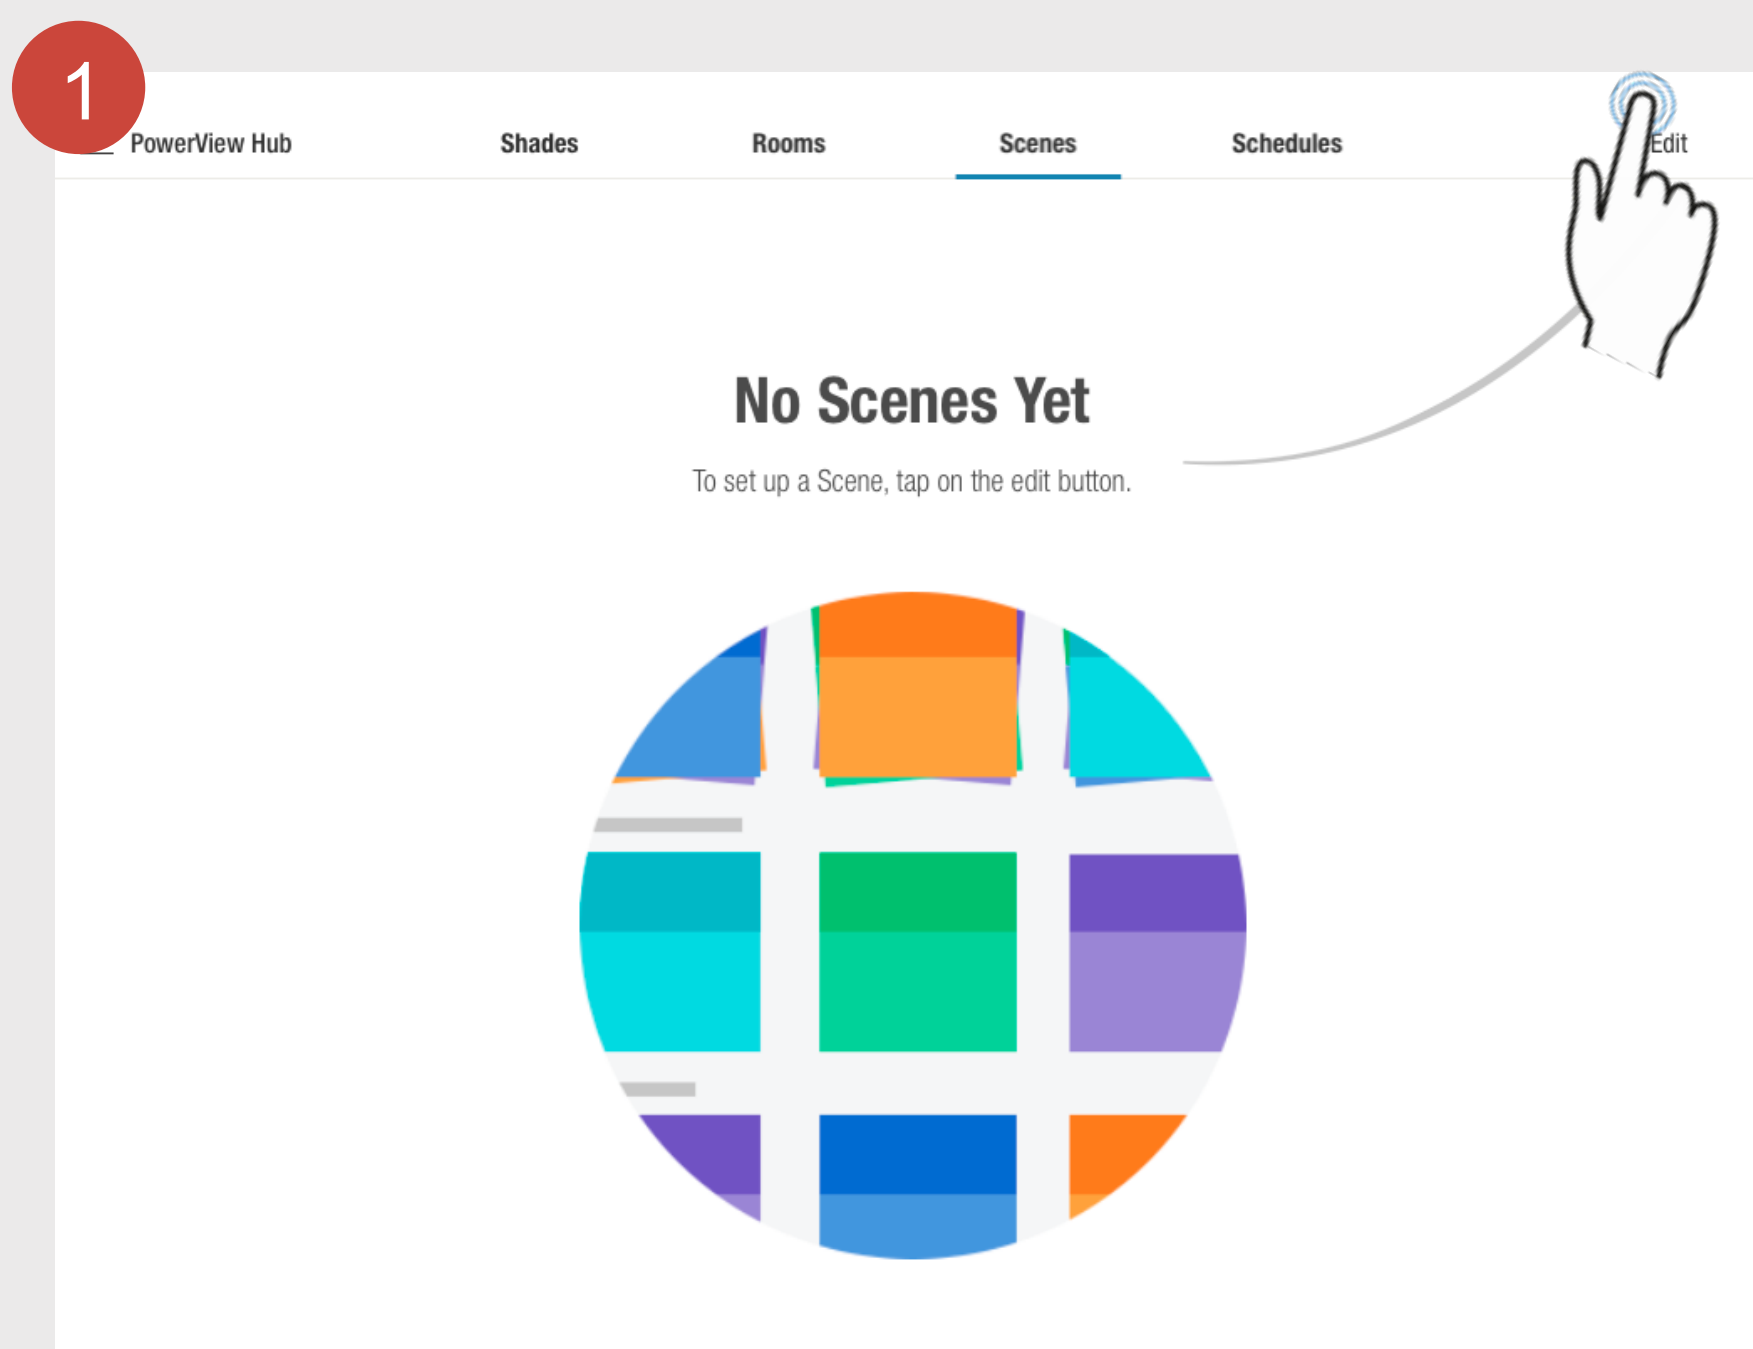 1
PowerView Hub Shades Rooms Scenes Schedules Edit
No Scenes Yet
To set up a Scene, tap on the edit button.